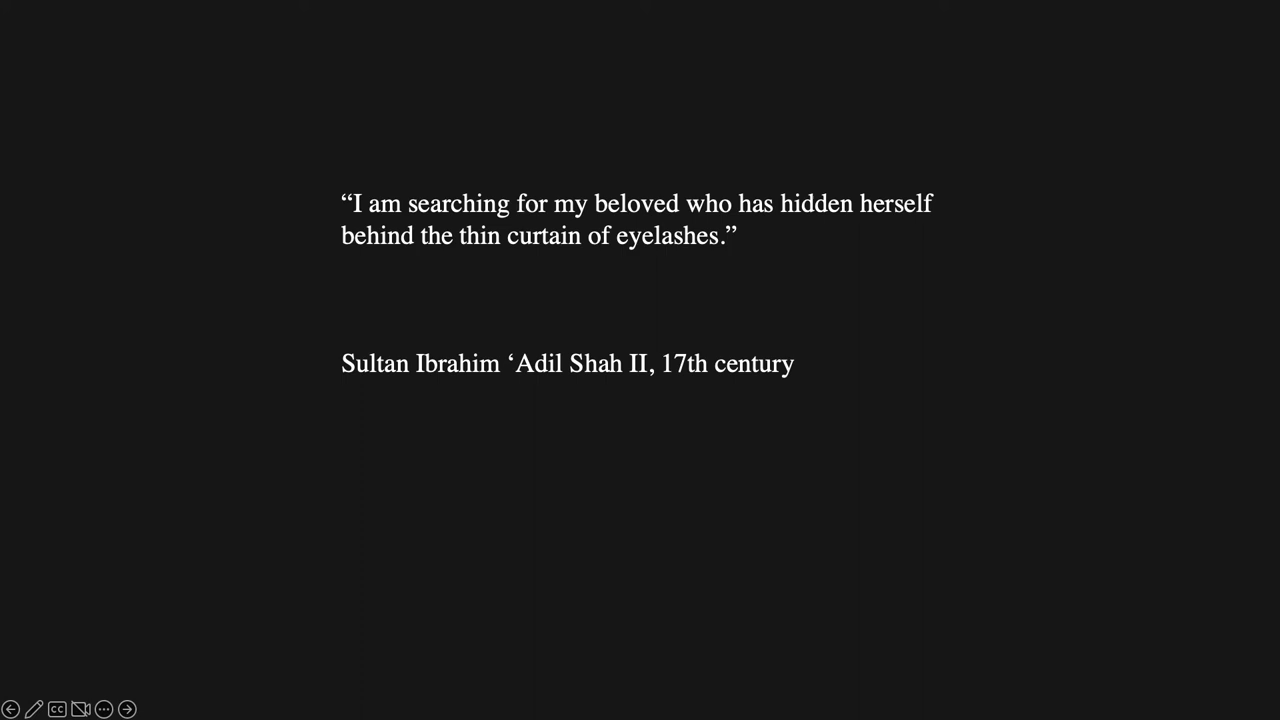 “I am searching for my beloved who has hidden herself
behind the thin curtain of eyelashes.”
Sultan Ibrahim ‘Adil Shah II, 17th century
CC